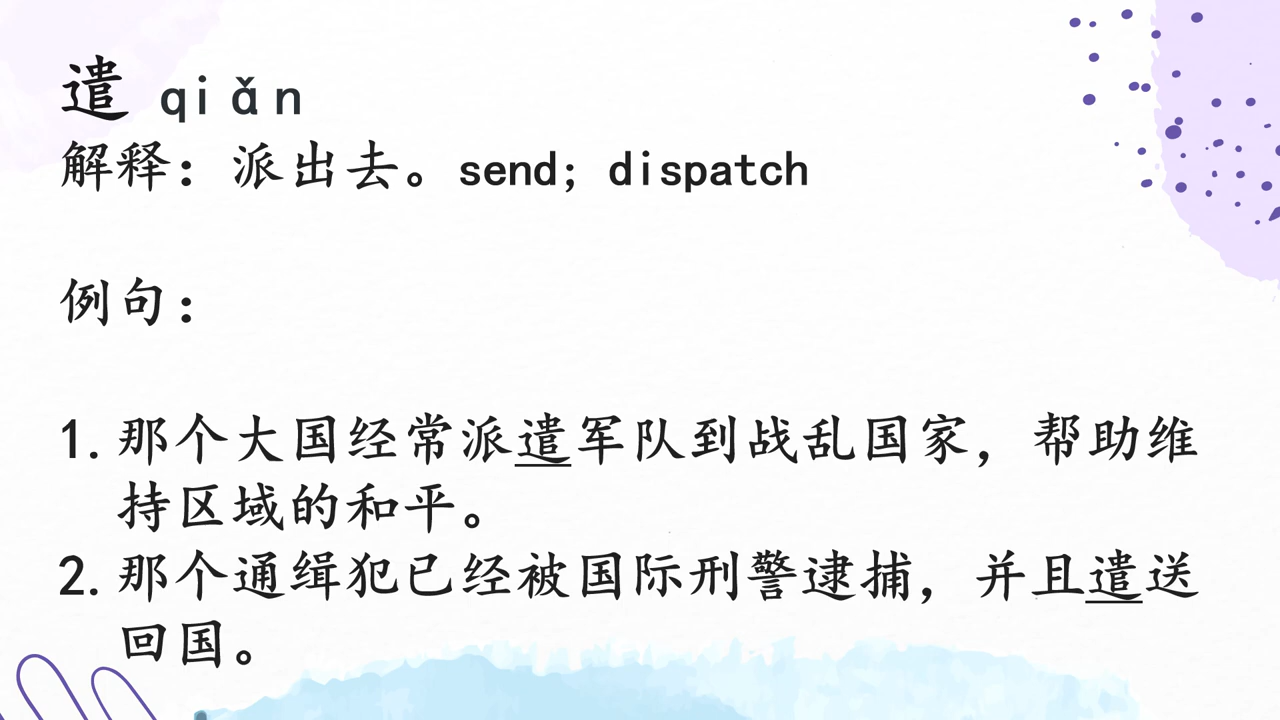 遣 qiǎn
解释：派出去。send; dispatch
例句：
1. 那个大国经常派遣军队到战乱国家，帮助维
持区域的和平。
2. 那个通缉犯已经被国际刑警逮捕，并且遣送
回国。